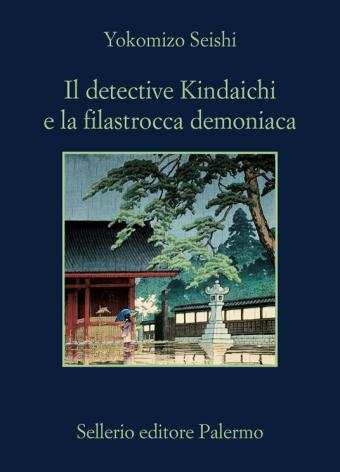 Yokomizo Seishi
Il detective Kindaichi
e la filastrocca demoniaca
Sellerio editore Palermo